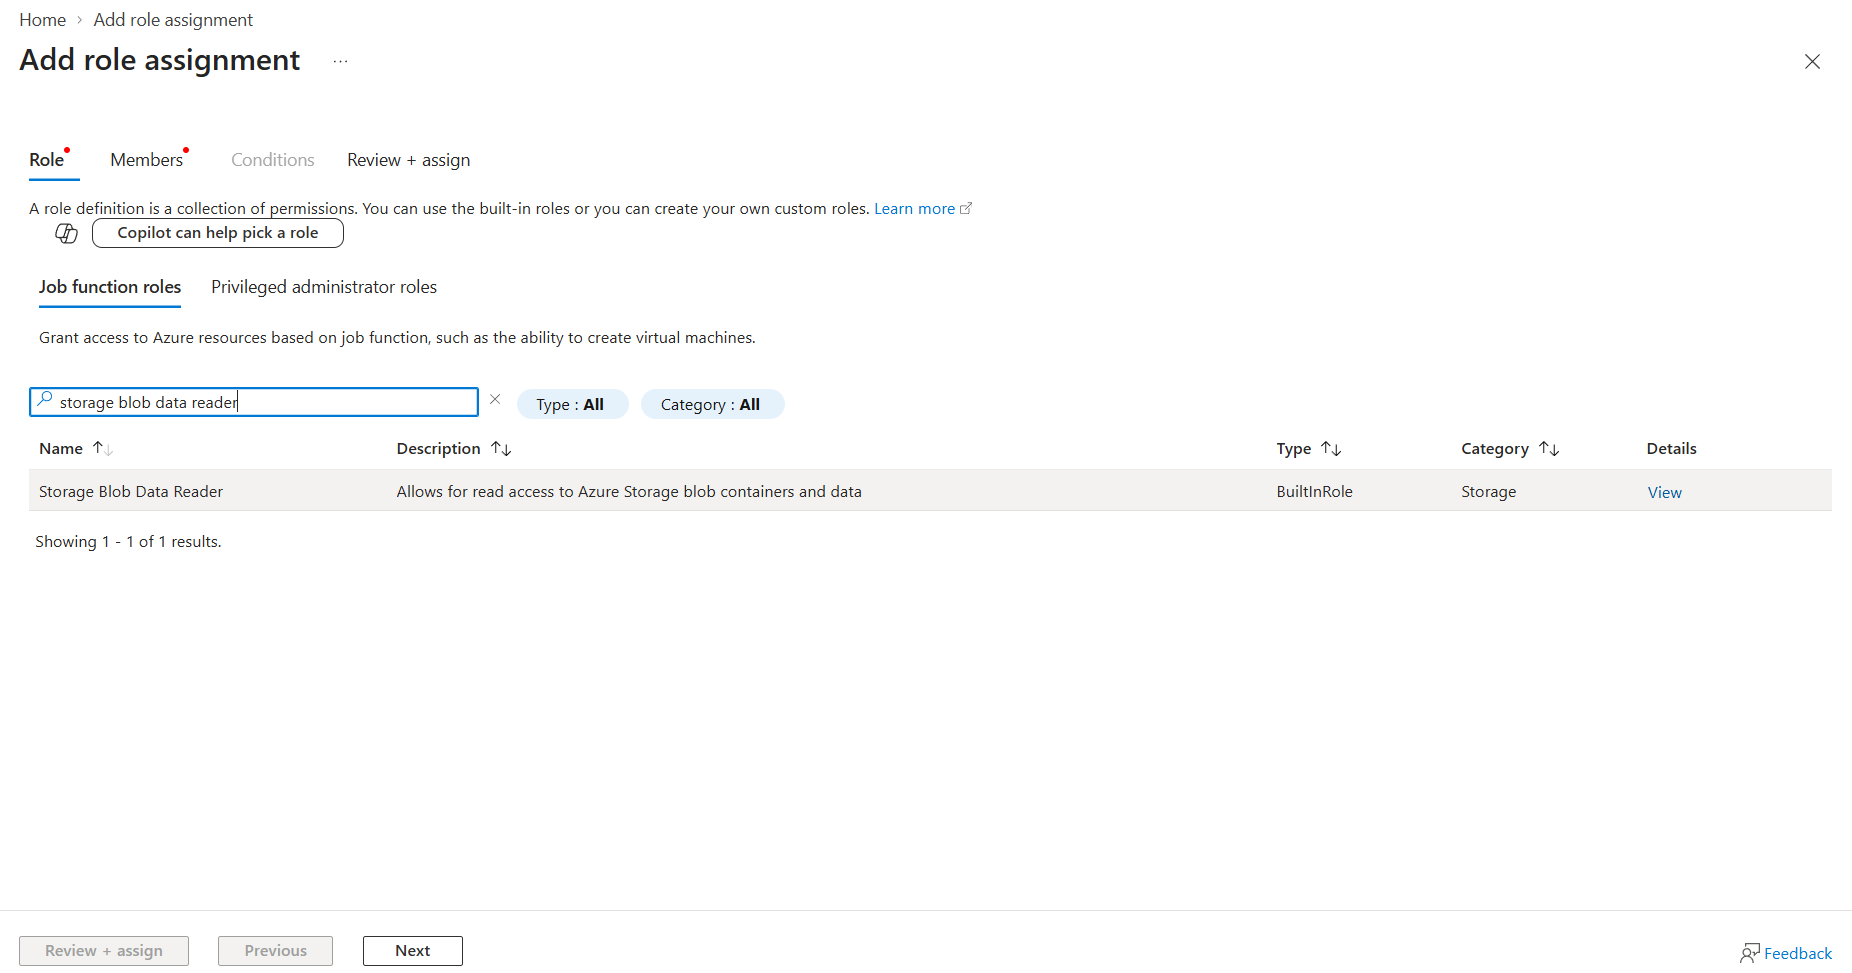 Home › Add role assignment
Add role assignment ...
Role Members Conditions Review + assign
A role definition is a collection of permissions. You can use the built-in roles or you can create your own custom roles. Learn more
Copilot can help pick a role
Job function roles Privileged administrator roles
Grant access to Azure resources based on job function, such as the ability to create virtual machines.
storage blob data reader Type : All Category : All
Name Description Type Category Details
Storage Blob Data Reader Allows for read access to Azure Storage blob containers and data BuiltInRole Storage View
Showing 1 - 1 of 1 results.
Review + assign Previous Next Feedback